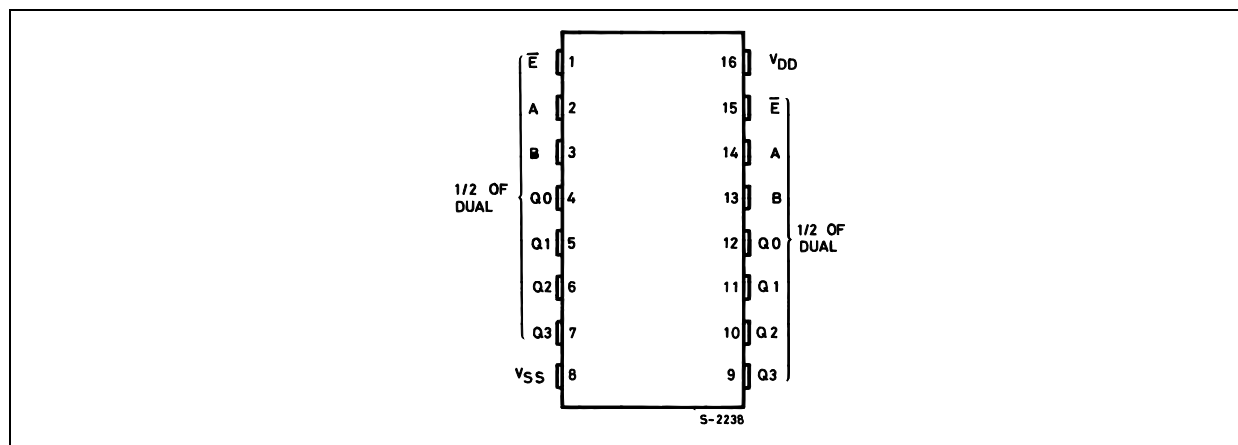 E̅ 1 16 VDD
A 2 15 E̅
B 3 14 A
1/2 OF
DUAL
Q0 4 13 B
Q1 5 12 Q0
1/2 OF
DUAL
Q2 6 11 Q1
Q3 7 10 Q2
VSS 8 9 Q3
S-2238